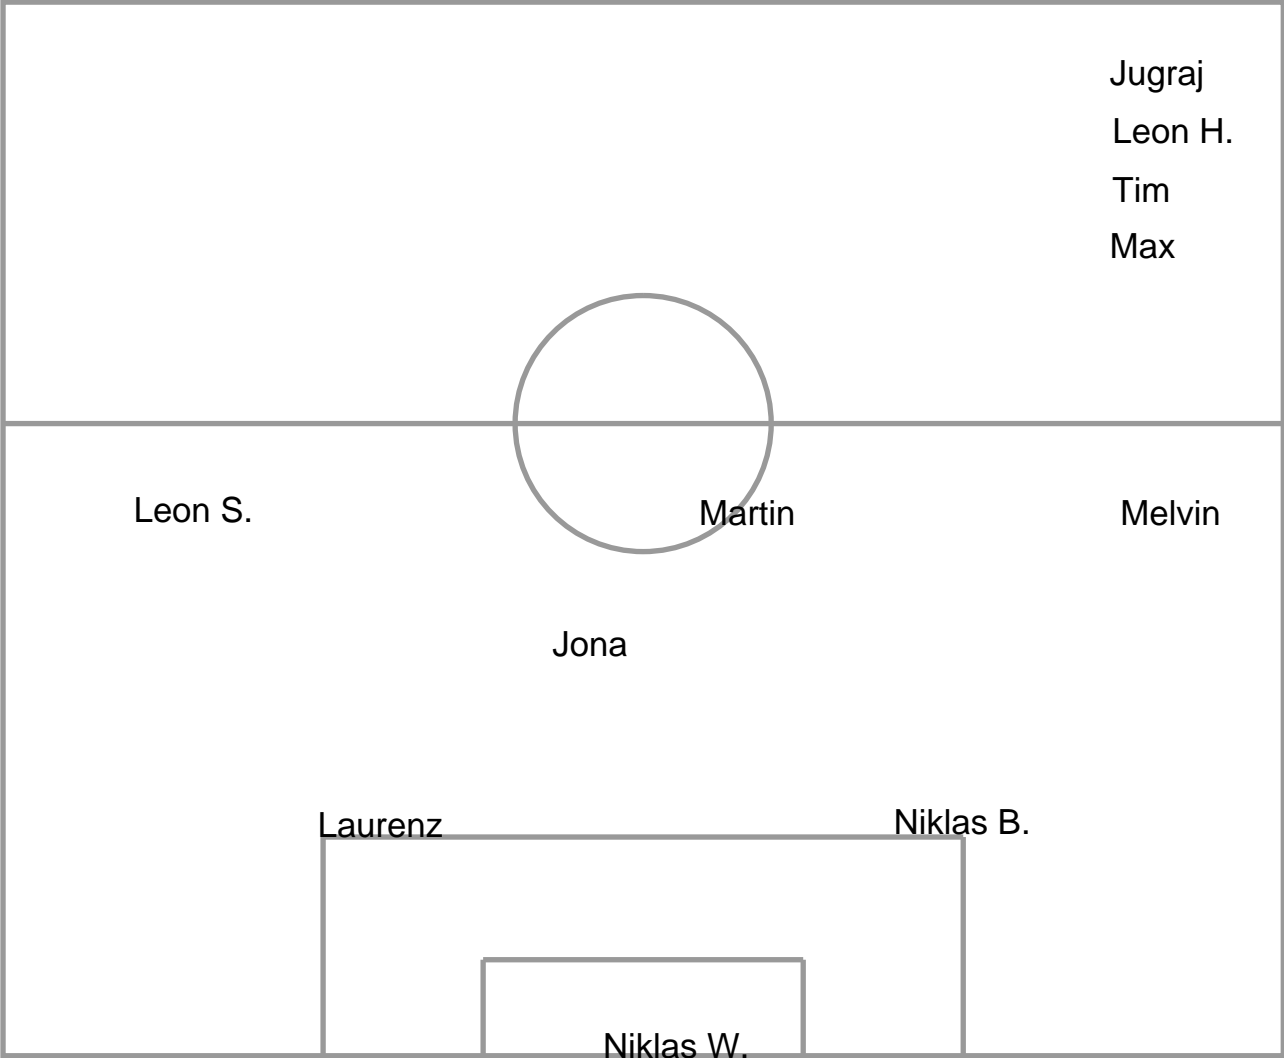 Jugraj
Leon H.
Tim
Max
Leon S.
Martin
Melvin
Jona
Laurenz
Niklas B.
Niklas W.